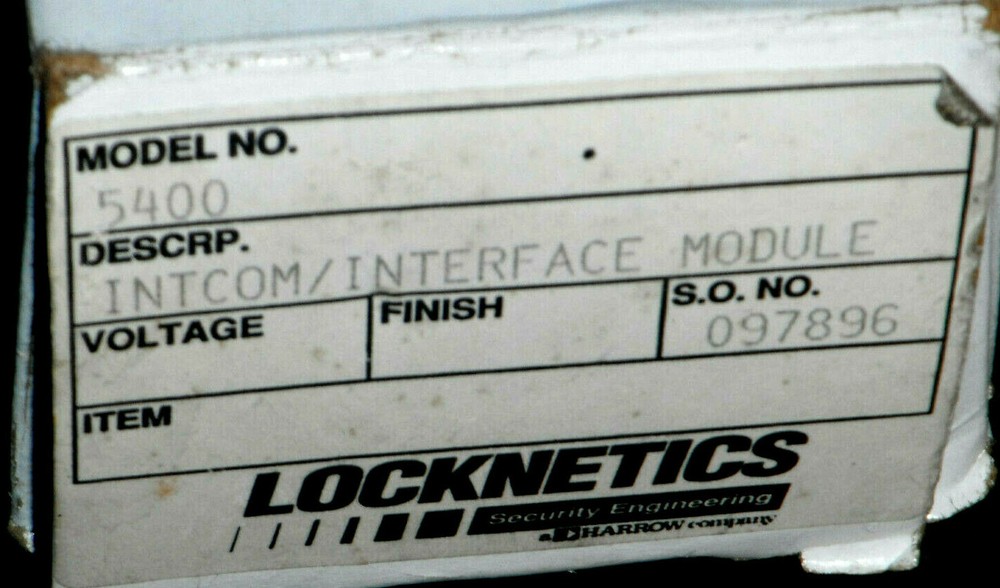 MODEL NO.
5400
DESCRP.
INTCOM/INTERFACE MODULE
VOLTAGE FINISH S.O. NO.
097896
ITEM
LOCKNETICS
Security Engineering
a HARROW company